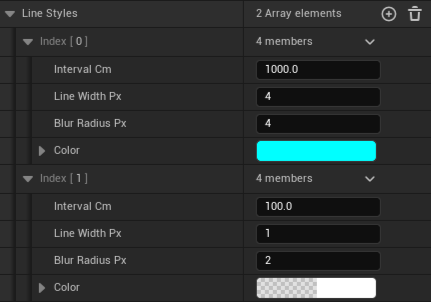 Line Styles 2 Array elements
Index [ 0 ] 4 members
Interval Cm 1000.0
Line Width Px 4
Blur Radius Px 4
Color
Index [ 1 ] 4 members
Interval Cm 100.0
Line Width Px 1
Blur Radius Px 2
Color